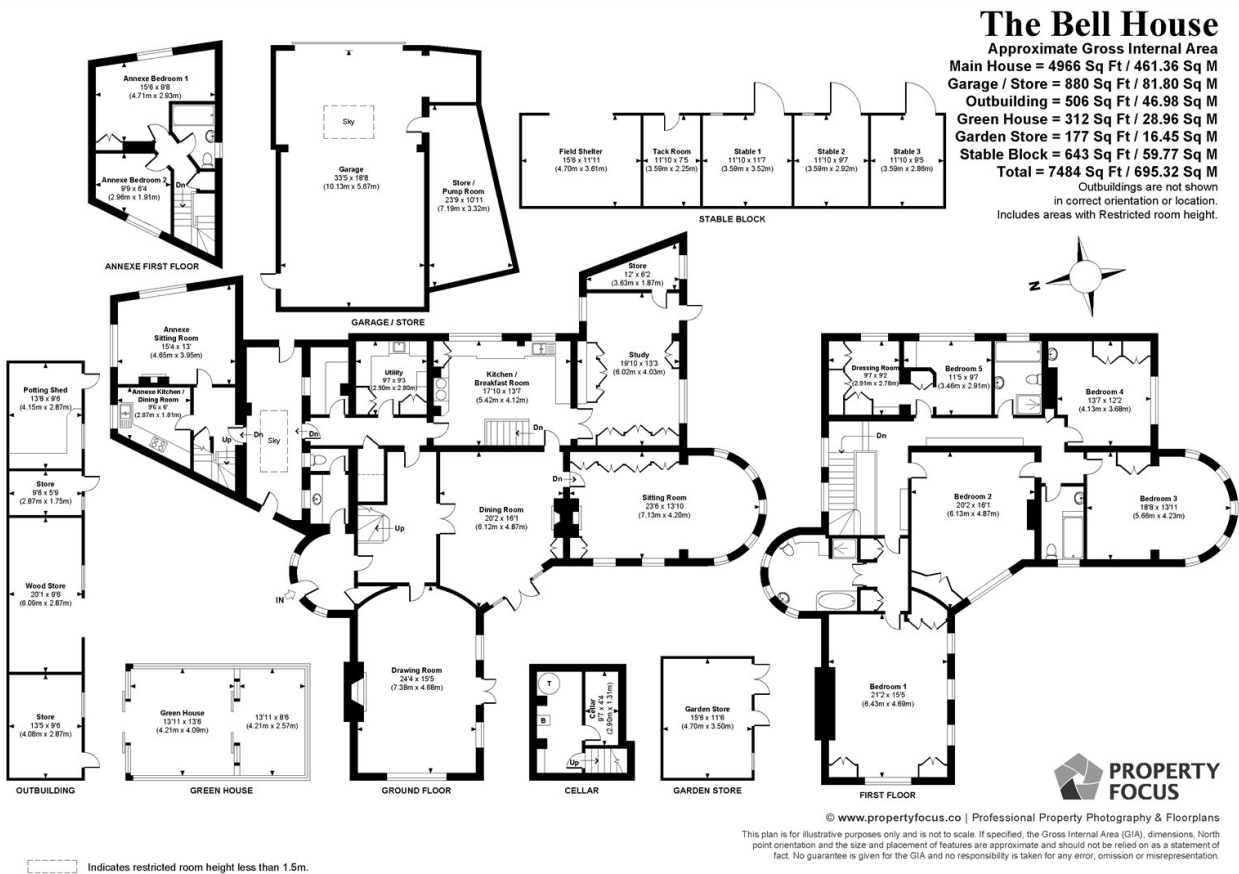 The Bell House
Approximate Gross Internal Area
Main House = 4966 Sq Ft / 461.36 Sq M
Garage / Store = 880 Sq Ft / 81.80 Sq M
Outbuilding = 506 Sq Ft / 46.98 Sq M
Green House = 312 Sq Ft / 28.96 Sq M
Garden Store = 177 Sq Ft / 16.45 Sq M
Stable Block = 643 Sq Ft / 59.77 Sq M
Total = 7484 Sq Ft / 695.32 Sq M
Outbuildings are not shown
in correct orientation or location.
Includes areas with Restricted room height.
N
Annexe Bedroom 1
15'6 x 9'8
(4.71m x 2.93m)
Annexe Bedroom 2
9'9 x 6'4
(2.96m x 1.91m)
Dn
ANNEXE FIRST FLOOR
Sky
Garage
33'5 x 18'8
(10.13m x 5.67m)
Store /
Pump Room
23'9 x 10'11
(7.19m x 3.32m)
GARAGE / STORE
Field Shelter
15'6 x 11'11
(4.70m x 3.61m)
Tack Room
11'10 x 7'5
(3.59m x 2.25m)
Stable 1
11'10 x 11'7
(3.59m x 3.52m)
Stable 2
11'10 x 9'7
(3.59m x 2.92m)
Stable 3
11'10 x 9'5
(3.59m x 2.86m)
STABLE BLOCK
Potting Shed
13'8 x 9'6
(4.15m x 2.87m)
Store
9'6 x 5'9
(2.87m x 1.75m)
Wood Store
20'1 x 9'6
(6.09m x 2.87m)
Store
13'5 x 9'6
(4.08m x 2.87m)
OUTBUILDING
Green House
13'11 x 13'6
(4.21m x 4.09m)
13'11 x 8'6
(4.21m x 2.57m)
GREEN HOUSE
Annexe
Sitting Room
15'4 x 13'
(4.65m x 3.95m)
Annexe Kitchen /
Dining Room
9'6 x 6'
(2.87m x 1.81m)
Up
Dn
Sky
Dn
Utility
9'7 x 9'3
(2.90m x 2.80m)
Kitchen /
Breakfast Room
17'10 x 13'7
(5.42m x 4.12m)
Dn
Store
12' x 6'2
(3.63m x 1.87m)
Study
19'10 x 13'3
(6.02m x 4.03m)
Dn
Sitting Room
23'6 x 13'10
(7.13m x 4.20m)
Dining Room
20'2 x 16'1
(6.12m x 4.87m)
Up
IN
Drawing Room
24'4 x 15'5
(7.38m x 4.68m)
GROUND FLOOR
T
B
Cellar
9'7 x 4'4
(2.90m x 1.31m)
Up
CELLAR
Garden Store
15'6 x 11'6
(4.70m x 3.50m)
GARDEN STORE
Dressing Room
9'7 x 9'2
(2.91m x 2.78m)
Bedroom 5
11'5 x 9'7
(3.46m x 2.91m)
Bedroom 4
13'7 x 12'2
(4.13m x 3.68m)
Dn
Bedroom 2
20'2 x 16'1
(6.13m x 4.87m)
Bedroom 3
18'8 x 13'11
(5.66m x 4.23m)
Bedroom 1
21'2 x 15'5
(6.43m x 4.69m)
FIRST FLOOR
PROPERTY
FOCUS
© www.propertyfocus.co | Professional Property Photography & Floorplans
This plan is for illustrative purposes only and is not to scale. If specified, the Gross Internal Area (GIA), dimensions, North
point orientation and the size and placement of features are approximate and should not be relied on as a statement of
fact. No guarantee is given for the GIA and no responsibility is taken for any error, omission or misrepresentation.
Indicates restricted room height less than 1.5m.